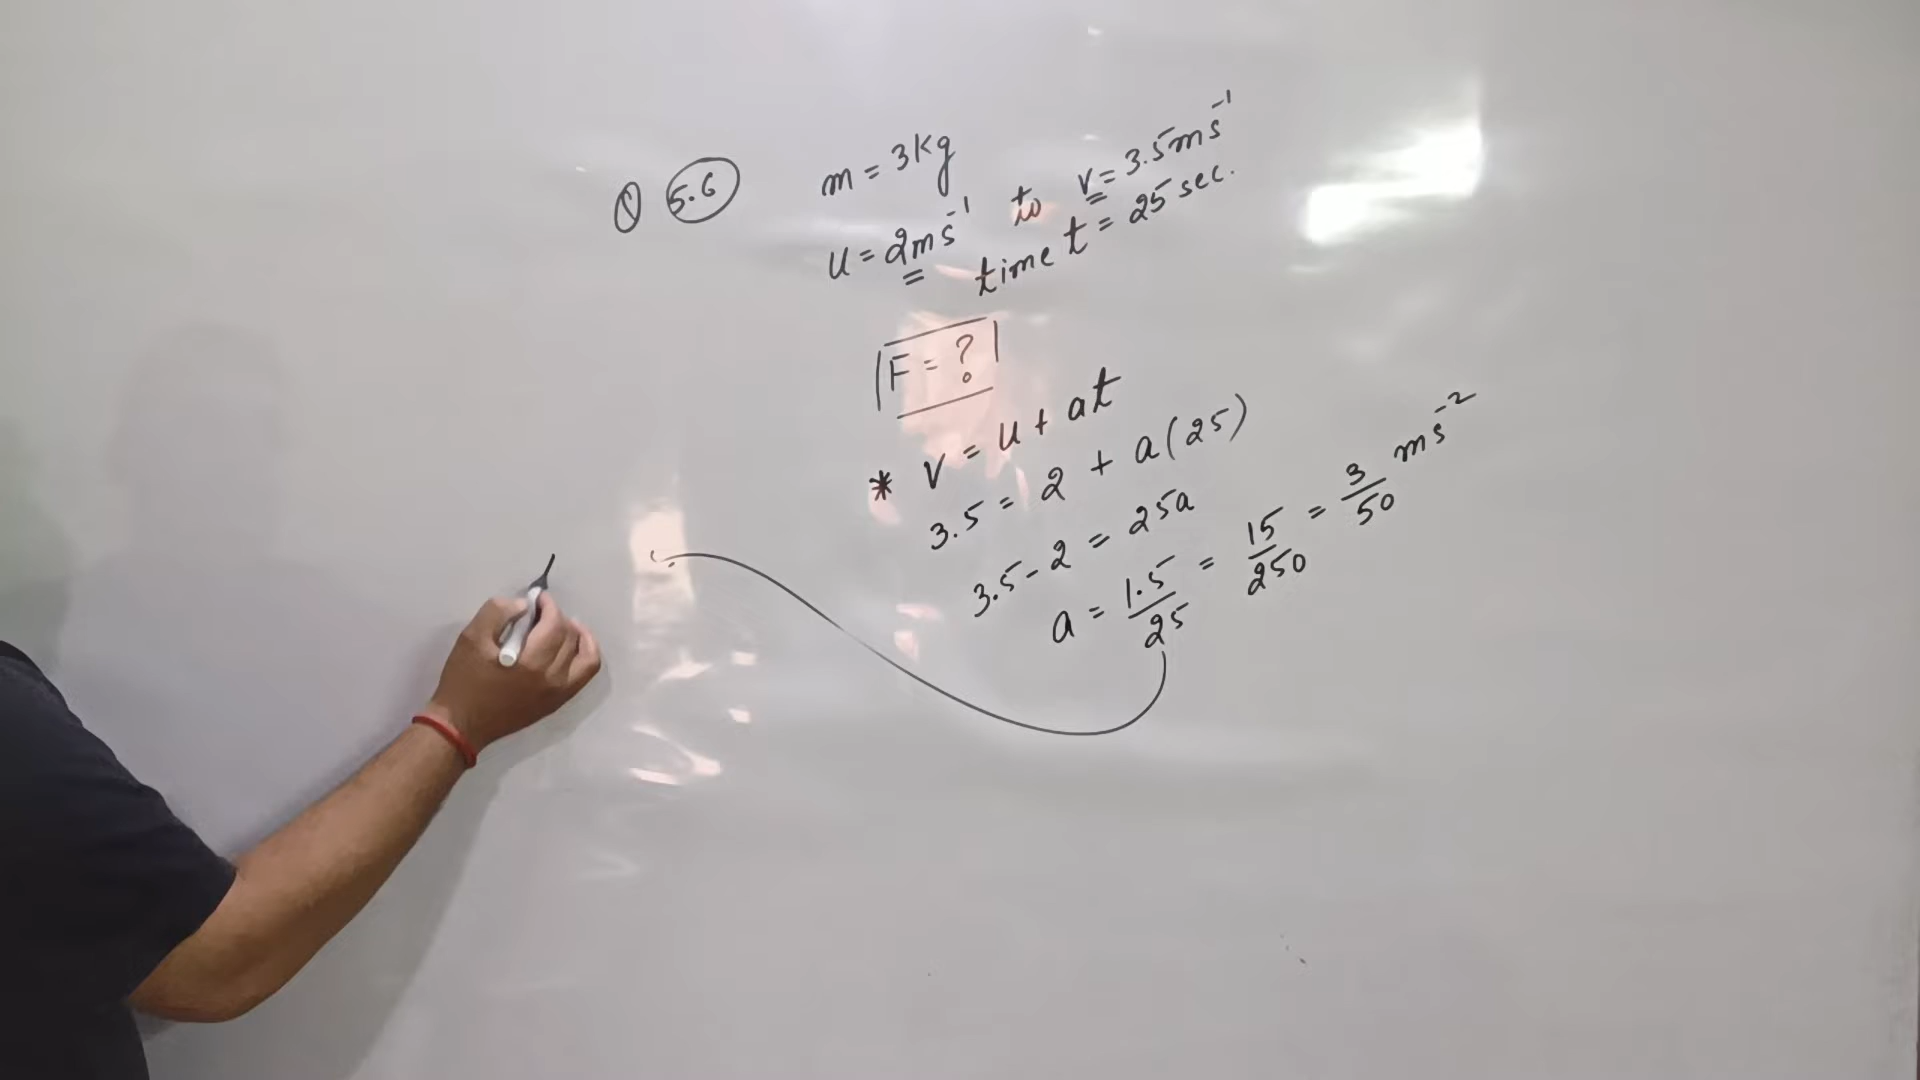 Q 5.6
m = 3kg
u = 2ms⁻¹ to v = 3.5ms⁻¹
time t = 25 sec.
F = ?
* v = u + at
3.5 = 2 + a(25)
3.5 - 2 = 25a
a = 1.5/25 = 15/250 = 3/50 ms⁻²